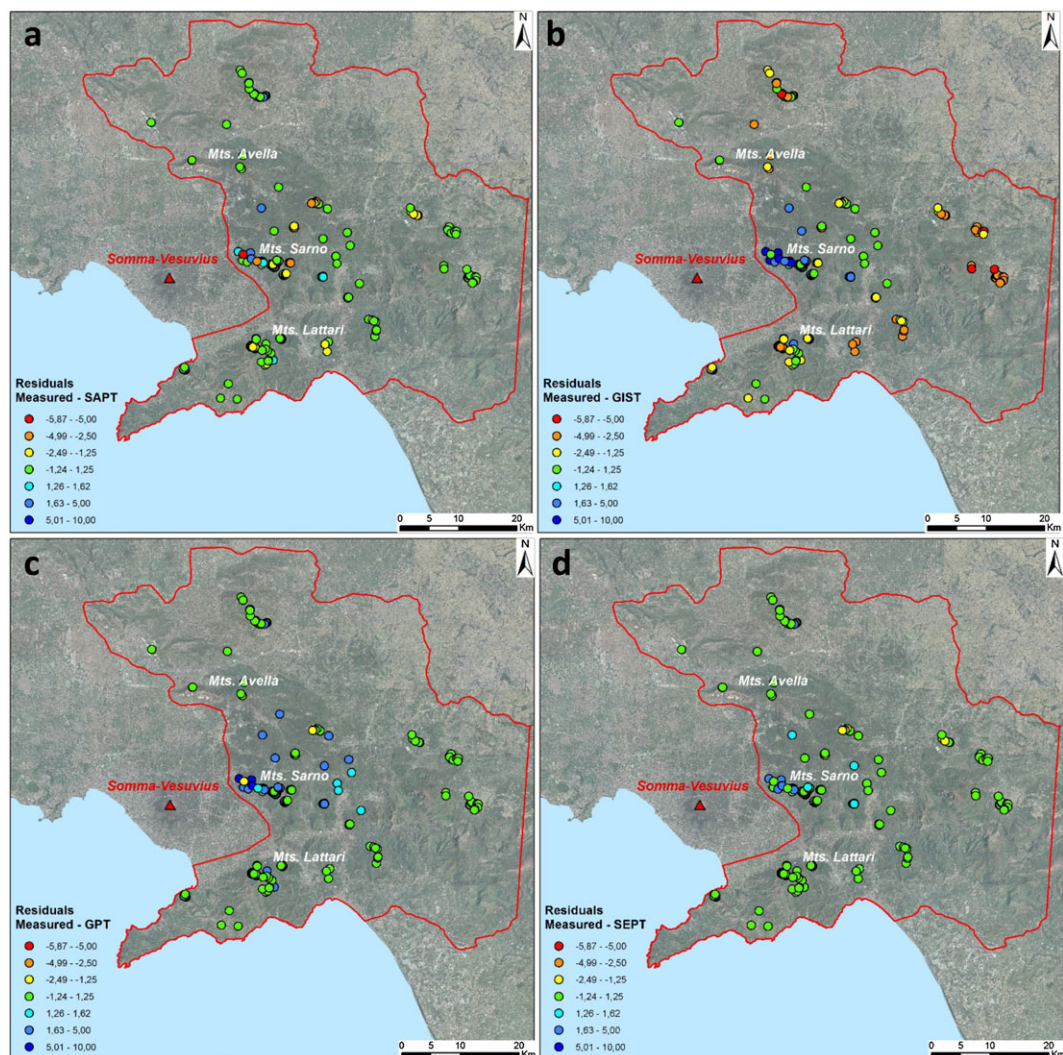 a
N
Mts. Avella
Mts. Sarno
Somma-Vesuvius
Mts. Lattari
Residuals
Measured - SAPT
-5,87 - -5,00
-4,99 - -2,50
-2,49 - -1,25
-1,24 - 1,25
1,26 - 1,62
1,63 - 5,00
5,01 - 10,00
0 5 10 20
Km
b
N
Mts. Avella
Mts. Sarno
Somma-Vesuvius
Mts. Lattari
Residuals
Measured - GIST
-5,87 - -5,00
-4,99 - -2,50
-2,49 - -1,25
-1,24 - 1,25
1,26 - 1,62
1,63 - 5,00
5,01 - 10,00
0 5 10 20
Km
c
N
Mts. Avella
Mts. Sarno
Somma-Vesuvius
Mts. Lattari
Residuals
Measured - GPT
-5,87 - -5,00
-4,99 - -2,50
-2,49 - -1,25
-1,24 - 1,25
1,26 - 1,62
1,63 - 5,00
5,01 - 10,00
0 5 10 20
Km
d
N
Mts. Avella
Mts. Sarno
Somma-Vesuvius
Mts. Lattari
Residuals
Measured - SEPT
-5,87 - -5,00
-4,99 - -2,50
-2,49 - -1,25
-1,24 - 1,25
1,26 - 1,62
1,63 - 5,00
5,01 - 10,00
0 5 10 20
Km